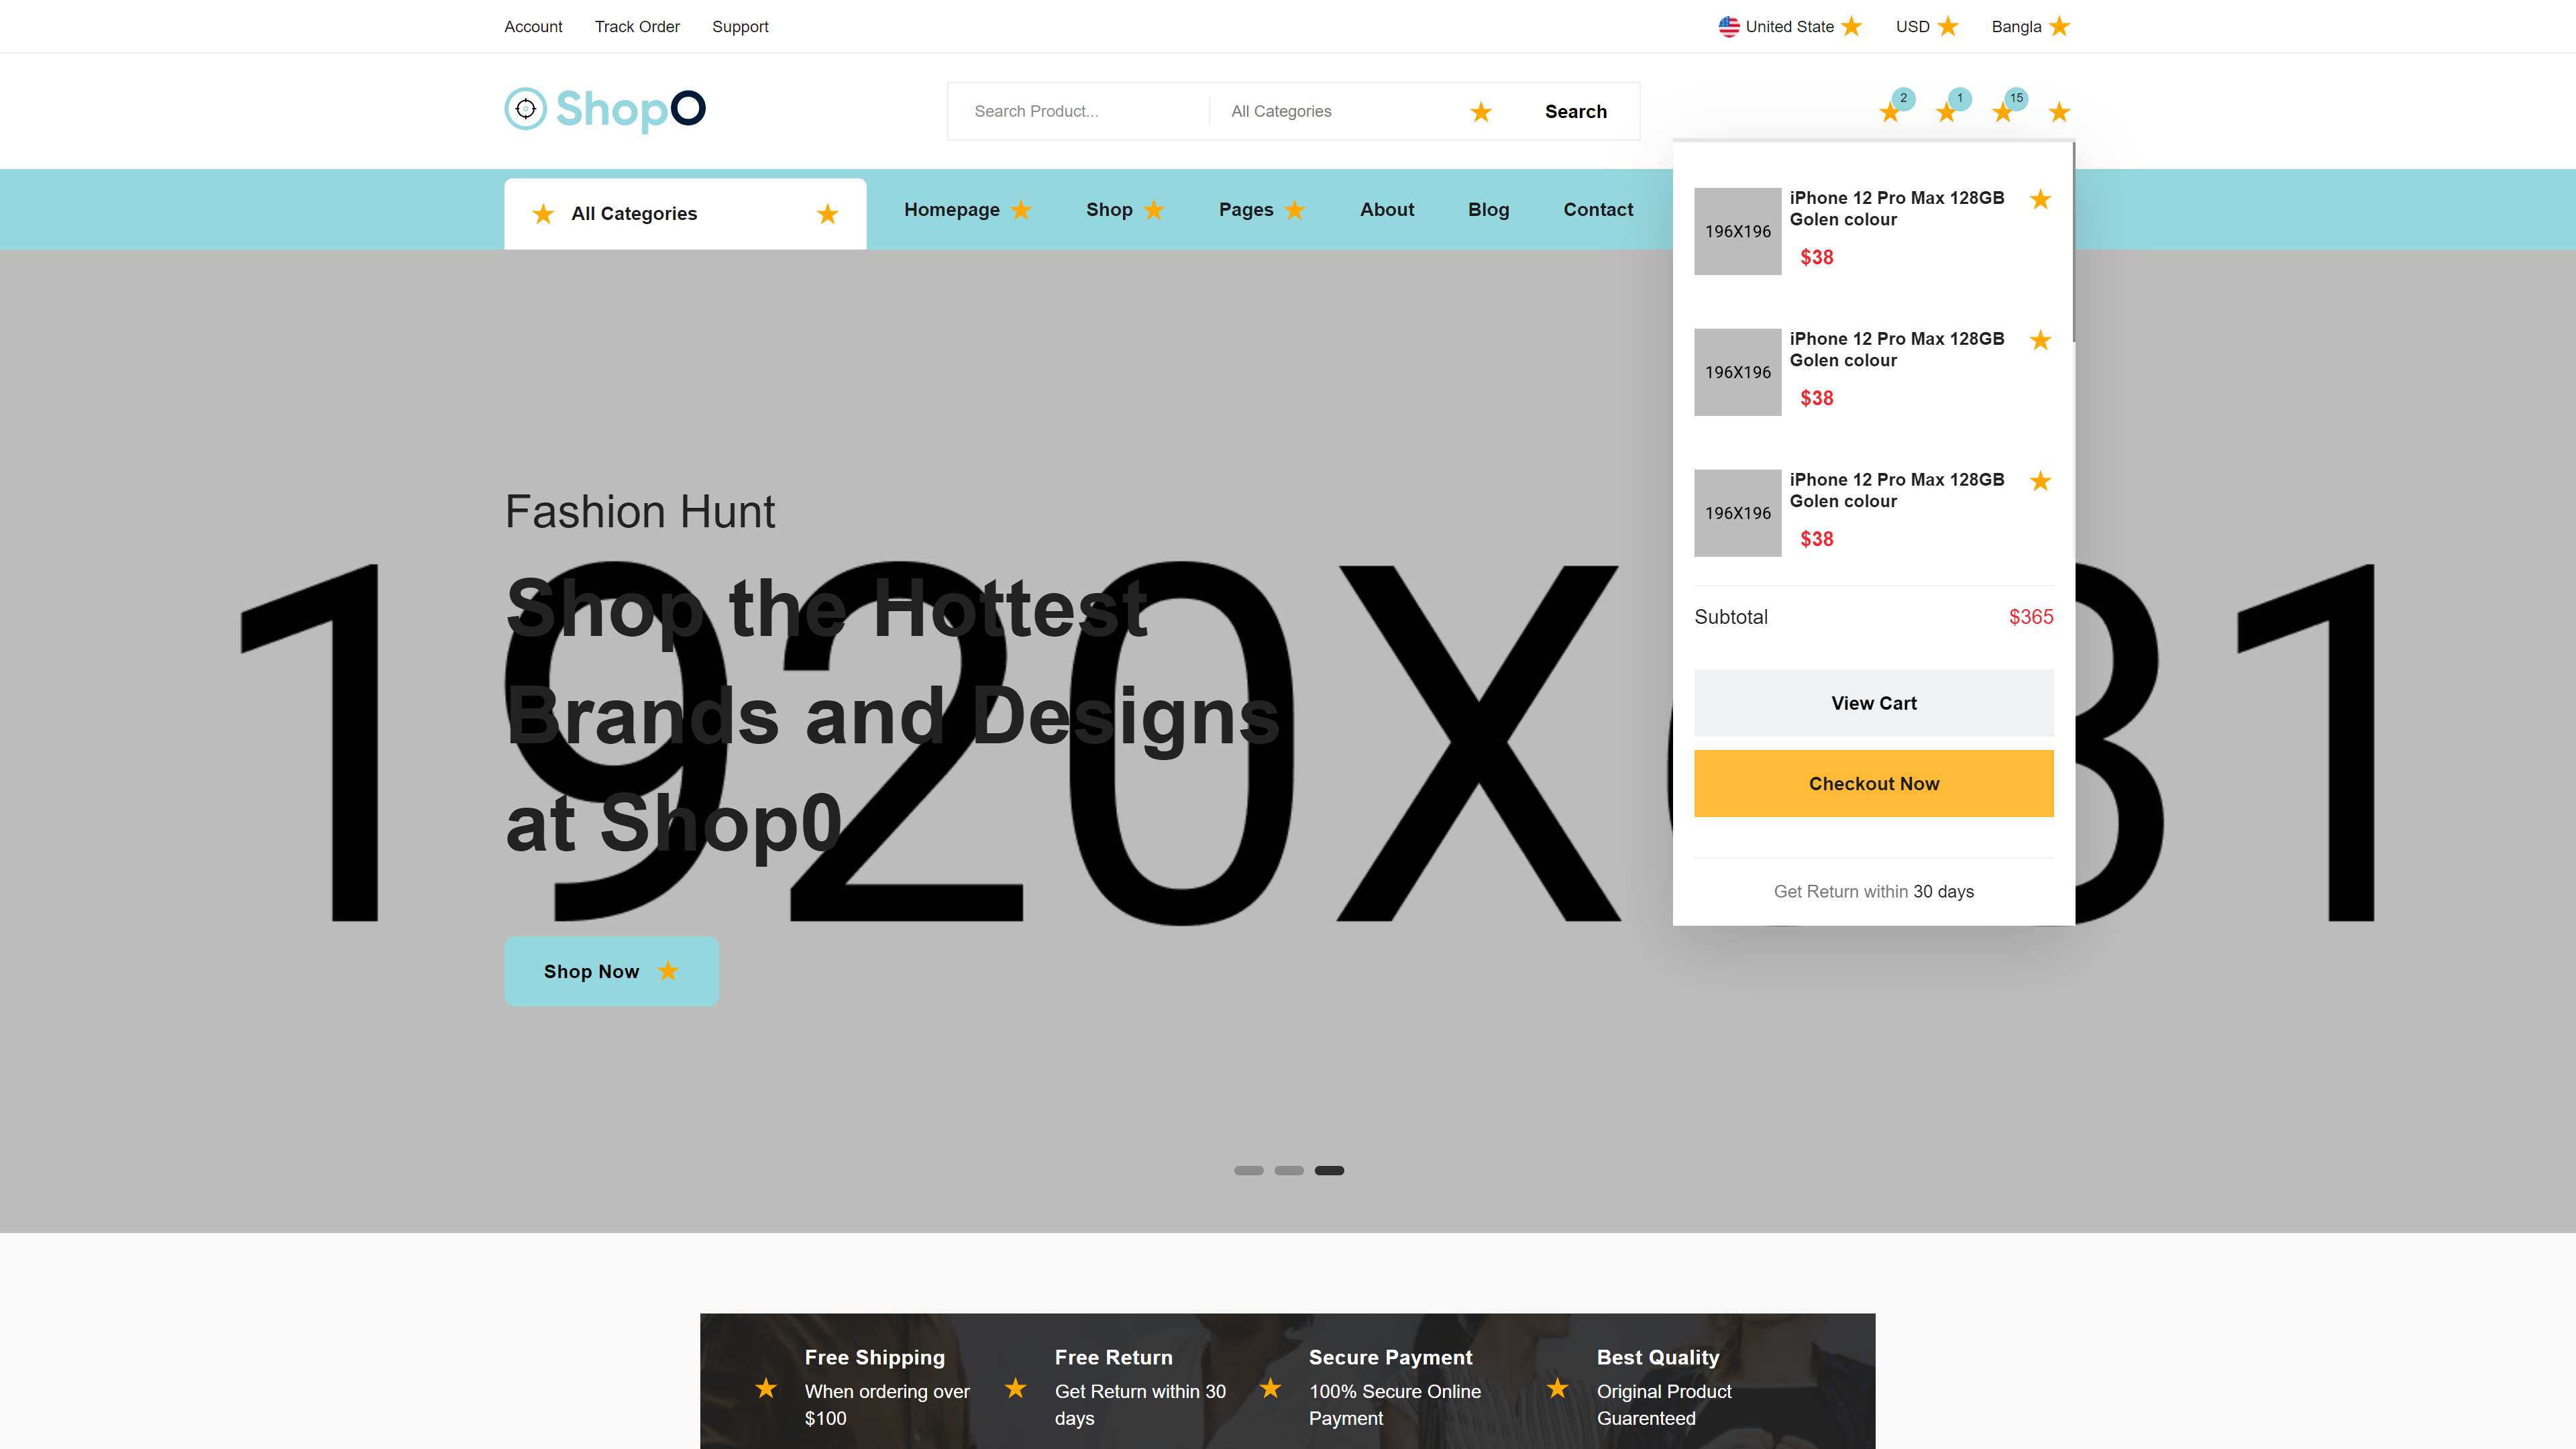 Account Track Order Support United State USD Bangla
ShopO Search Product... All Categories Search 2 1 15
All Categories Homepage Shop Pages About Blog Contact
196X196
iPhone 12 Pro Max 128GB
Golen colour
$38
196X196
iPhone 12 Pro Max 128GB
Golen colour
$38
196X196
iPhone 12 Pro Max 128GB
Golen colour
$38
Subtotal $365
View Cart
Checkout Now
Get Return within 30 days
Fashion Hunt
Shop the Hottest
Brands and Designs
at Shop0
Shop Now
Free Shipping
When ordering over
$100
Free Return
Get Return within 30
days
Secure Payment
100% Secure Online
Payment
Best Quality
Original Product
Guarenteed